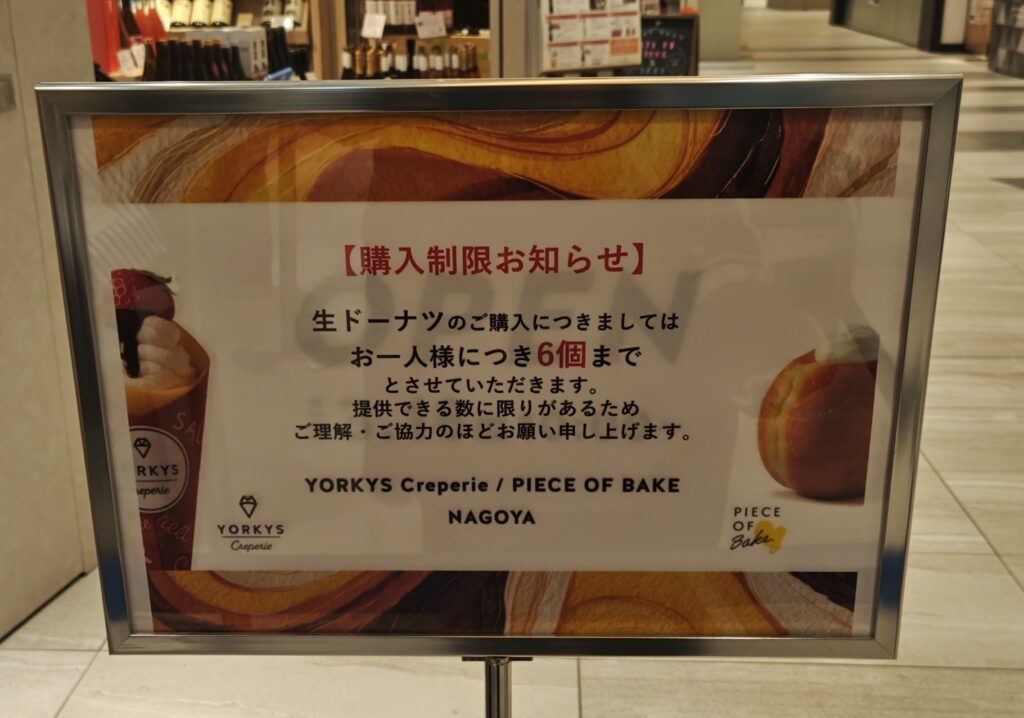 【購入制限お知らせ】
生ドーナツのご購入につきましては
お一人様につき6個まで
とさせていただきます。
提供できる数に限りがあるため
ご理解・ご協力のほどお願い申し上げます。
YORKYS Creperie / PIECE OF BAKE
NAGOYA
YORKYS
Creperie
PIECE
OF
Bake
OPEN